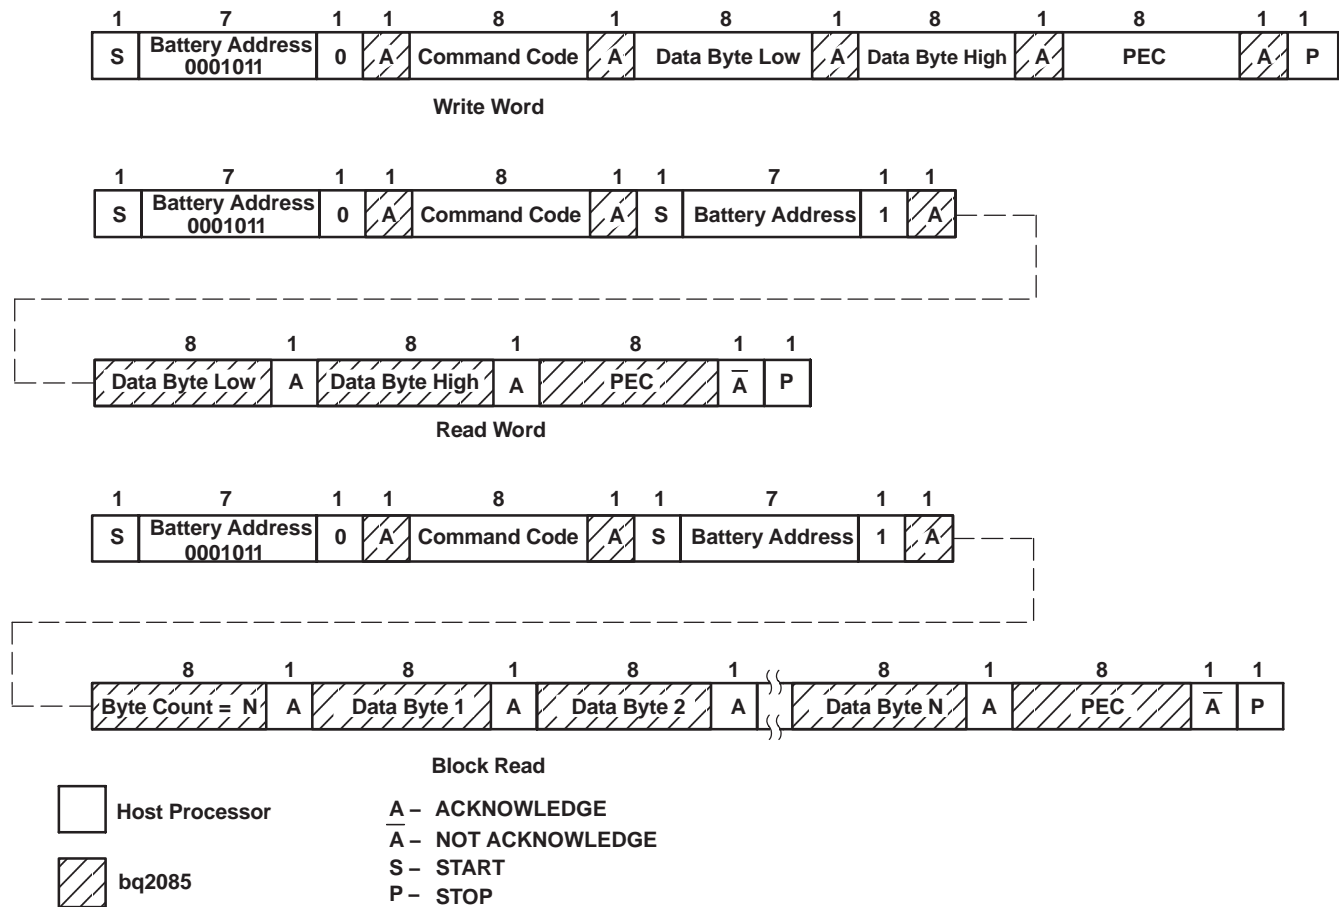 1 7 1 1 8 1 8 1 8 1 8 1 1
S Battery Address 0 A Command Code A Data Byte Low A Data Byte High A PEC A P
0001011
Write Word
1 7 1 1 8 1 1 7 1 1
S Battery Address 0 A Command Code A S Battery Address 1 A
0001011
8 1 8 1 8 1 1
Data Byte Low A Data Byte High A PEC A̅ P
Read Word
1 7 1 1 8 1 1 7 1 1
S Battery Address 0 A Command Code A S Battery Address 1 A
0001011
8 1 8 1 8 1 8 1 8 1 1
Byte Count = N A Data Byte 1 A Data Byte 2 A Data Byte N A PEC A̅ P
Block Read
Host Processor
bq2085
A – ACKNOWLEDGE
A̅ – NOT ACKNOWLEDGE
S – START
P – STOP